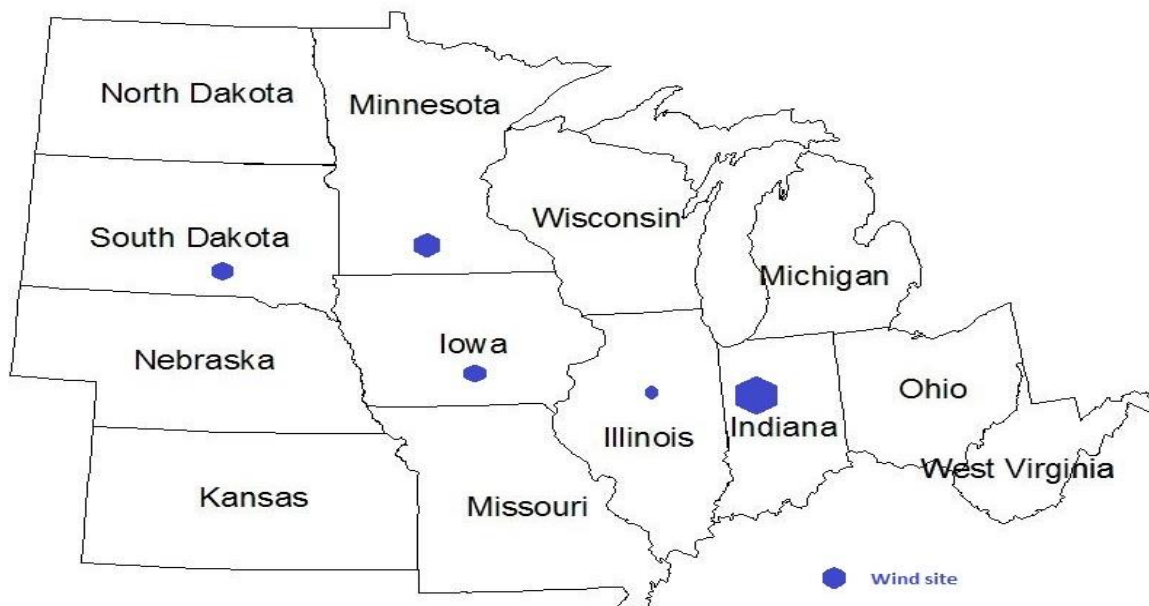 North Dakota
Minnesota
Wisconsin
South Dakota
Michigan
Iowa
Nebraska
Ohio
Illinois
Indiana
West Virginia
Kansas
Missouri
Wind site